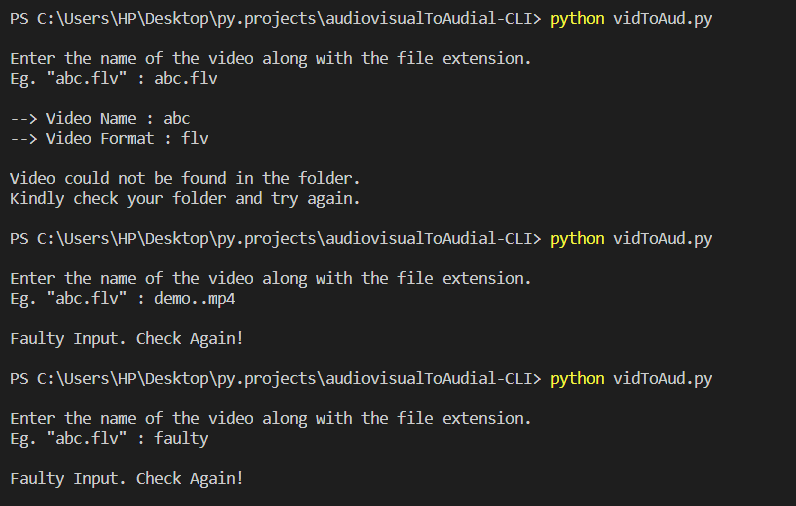 PS C:\Users\HP\Desktop\py.projects\audiovisualToAudial-CLI> python vidToAud.py
Enter the name of the video along with the file extension.
Eg. "abc.flv" : abc.flv
--> Video Name : abc
--> Video Format : flv
Video could not be found in the folder.
Kindly check your folder and try again.
PS C:\Users\HP\Desktop\py.projects\audiovisualToAudial-CLI> python vidToAud.py
Enter the name of the video along with the file extension.
Eg. "abc.flv" : demo..mp4
Faulty Input. Check Again!
PS C:\Users\HP\Desktop\py.projects\audiovisualToAudial-CLI> python vidToAud.py
Enter the name of the video along with the file extension.
Eg. "abc.flv" : faulty
Faulty Input. Check Again!